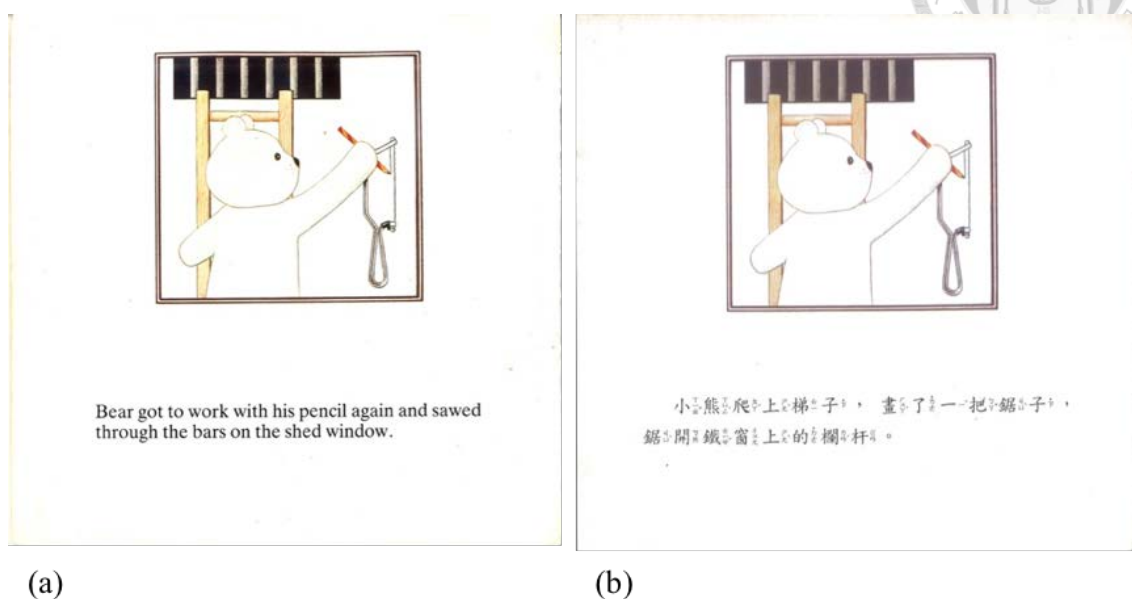 Bear got to work with his pencil again and sawed
through the bars on the shed window.
小熊爬上梯子，畫了一把鋸子，
鋸開鐵窗上的欄杆。
(a)
(b)